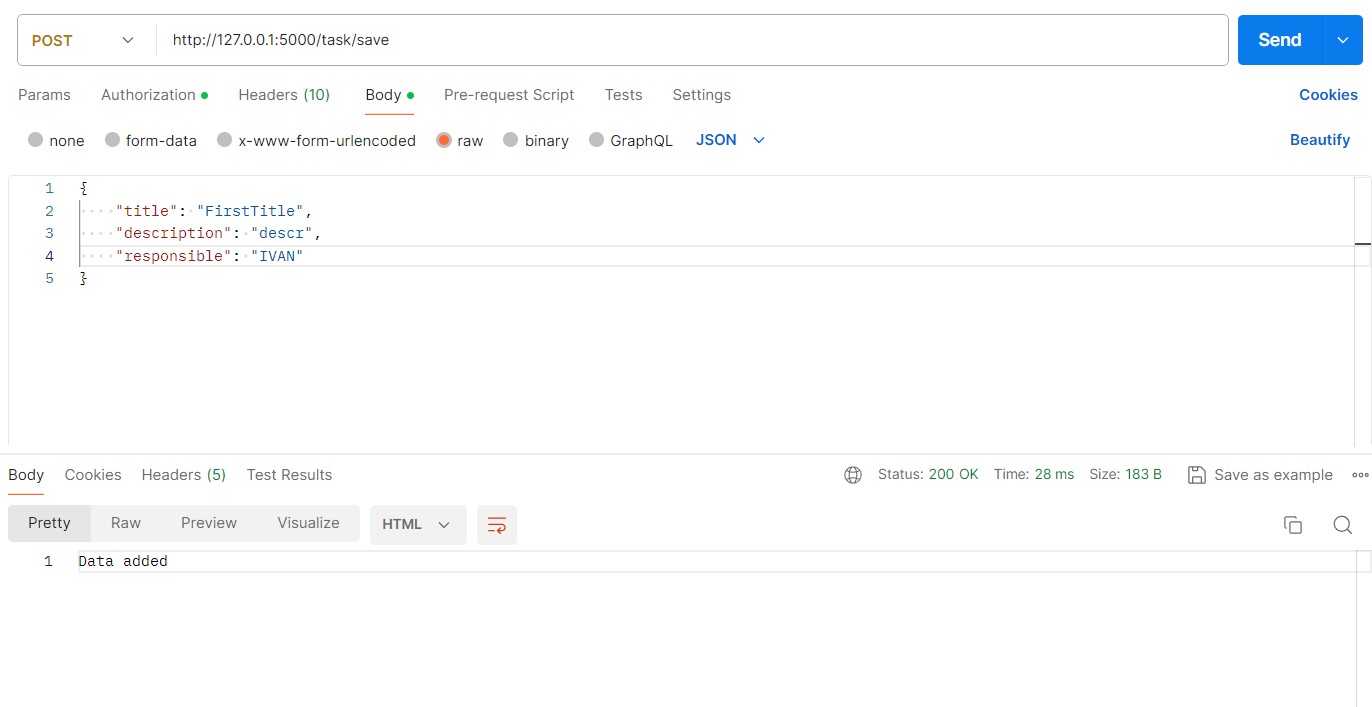 POST http://127.0.0.1:5000/task/save Send
Params Authorization Headers (10) Body Pre-request Script Tests Settings Cookies
none form-data x-www-form-urlencoded raw binary GraphQL JSON Beautify
1 {
2 "title": "FirstTitle",
3 "description": "descr",
4 "responsible": "IVAN"
5 }
Body Cookies Headers (5) Test Results Status: 200 OK Time: 28 ms Size: 183 B Save as example
Pretty Raw Preview Visualize HTML
1 Data added